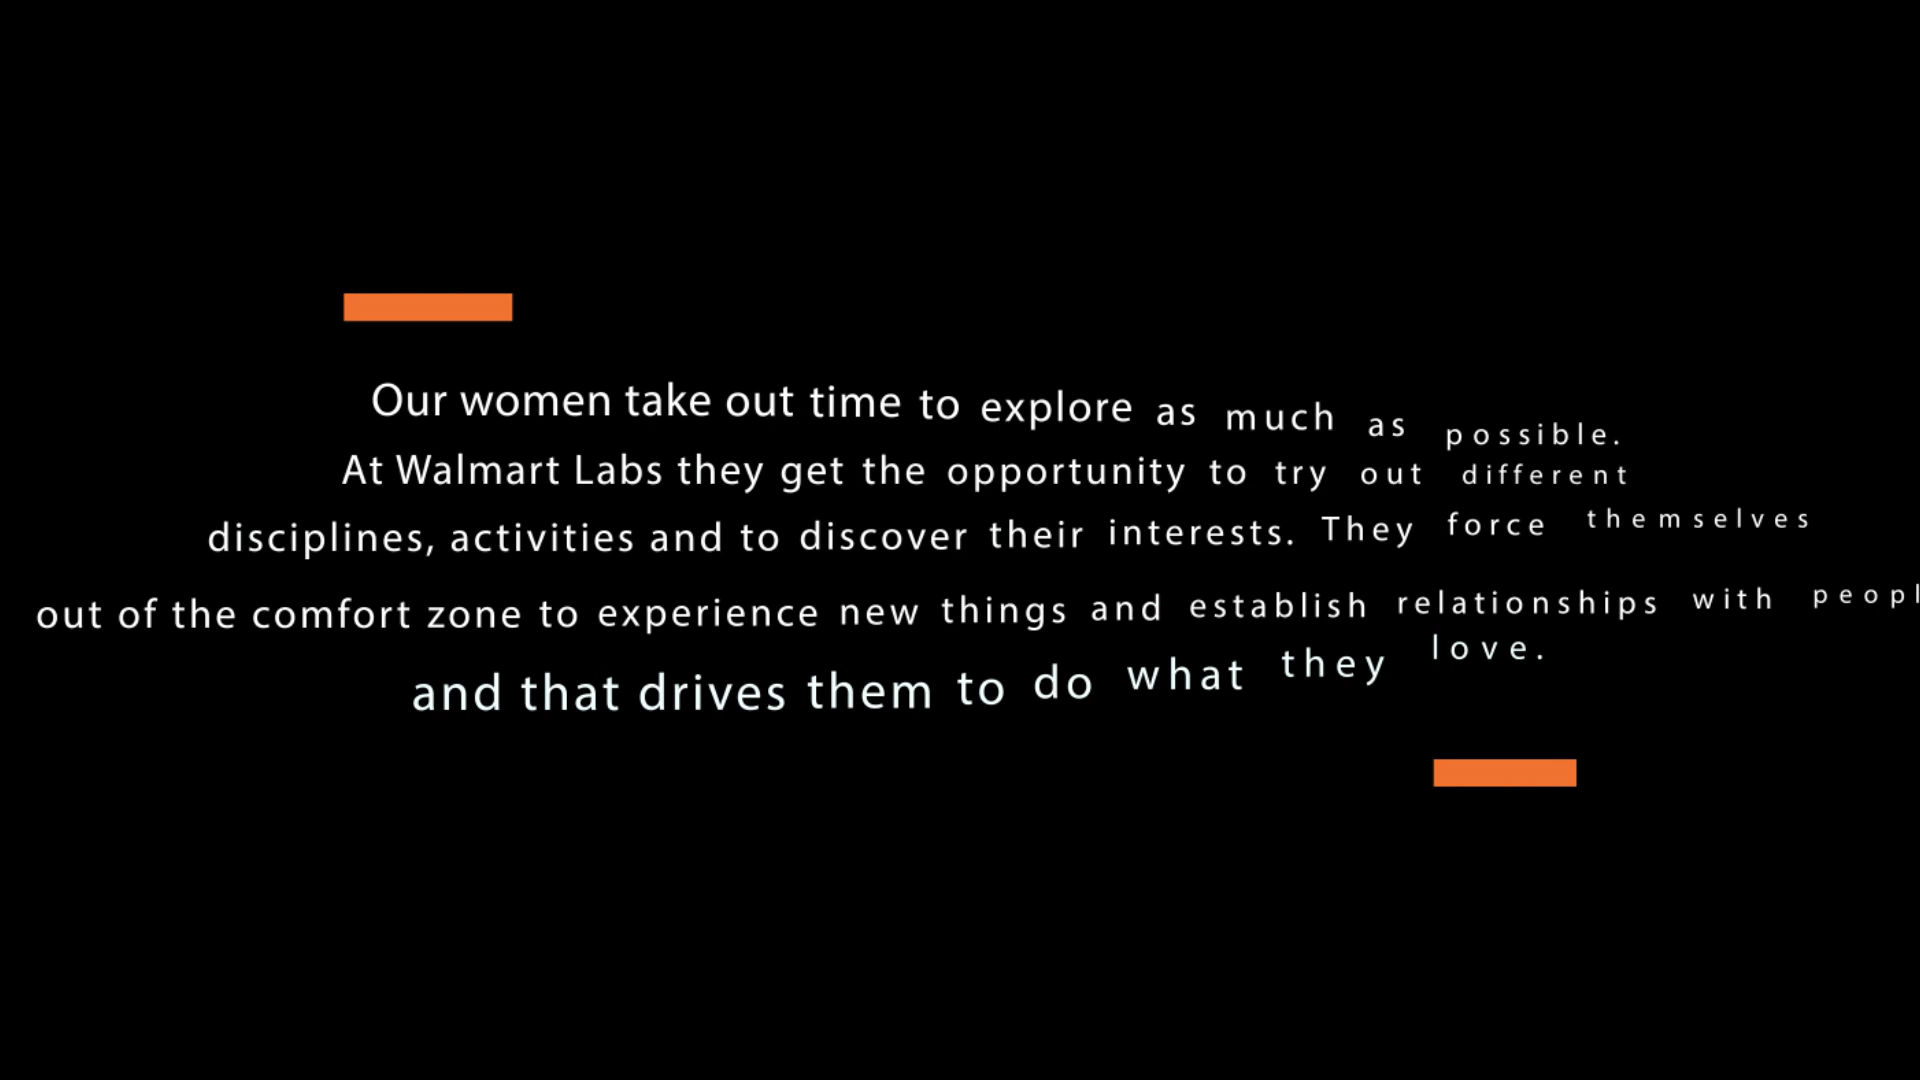 Our women take out time to explore as much as possible.
At Walmart Labs they get the opportunity to try out different
disciplines, activities and to discover their interests. They force themselves
out of the comfort zone to experience new things and establish relationships with peopl
and that drives them to do what they love.